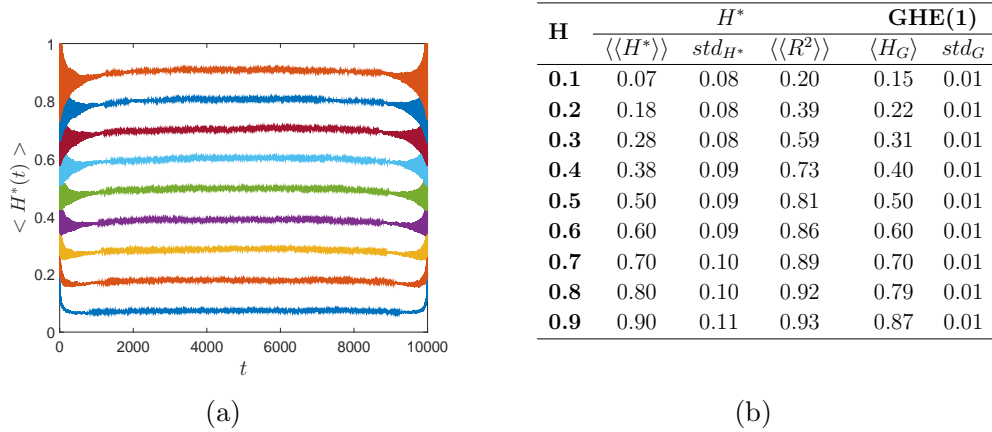 1
0.8
0.6
0.4
0.2
0
< H*(t) >
0 2000 4000 6000 8000 10000
t
(a)
H H* GHE(1)
⟨⟨H*⟩⟩ std_{H*} ⟨⟨R²⟩⟩ ⟨H_G⟩ std_G
0.1 0.07 0.08 0.20 0.15 0.01
0.2 0.18 0.08 0.39 0.22 0.01
0.3 0.28 0.08 0.59 0.31 0.01
0.4 0.38 0.09 0.73 0.40 0.01
0.5 0.50 0.09 0.81 0.50 0.01
0.6 0.60 0.09 0.86 0.60 0.01
0.7 0.70 0.10 0.89 0.70 0.01
0.8 0.80 0.10 0.92 0.79 0.01
0.9 0.90 0.11 0.93 0.87 0.01
(b)